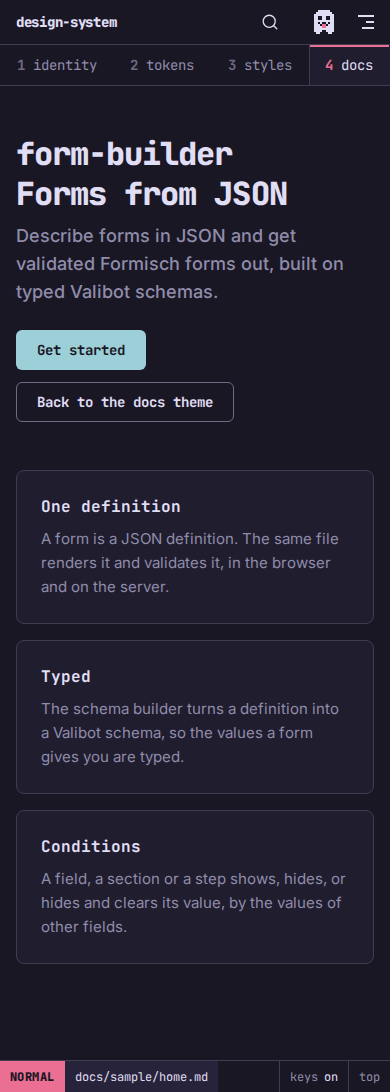 design-system
1 identity 2 tokens 3 styles 4 docs
form-builder
Forms from JSON
Describe forms in JSON and get
validated Formisch forms out, built on
typed Valibot schemas.
Get started
Back to the docs theme
One definition
A form is a JSON definition. The same file
renders it and validates it, in the browser
and on the server.
Typed
The schema builder turns a definition into
a Valibot schema, so the values a form
gives you are typed.
Conditions
A field, a section or a step shows, hides, or
hides and clears its value, by the values of
other fields.
NORMAL docs/sample/home.md keys on top